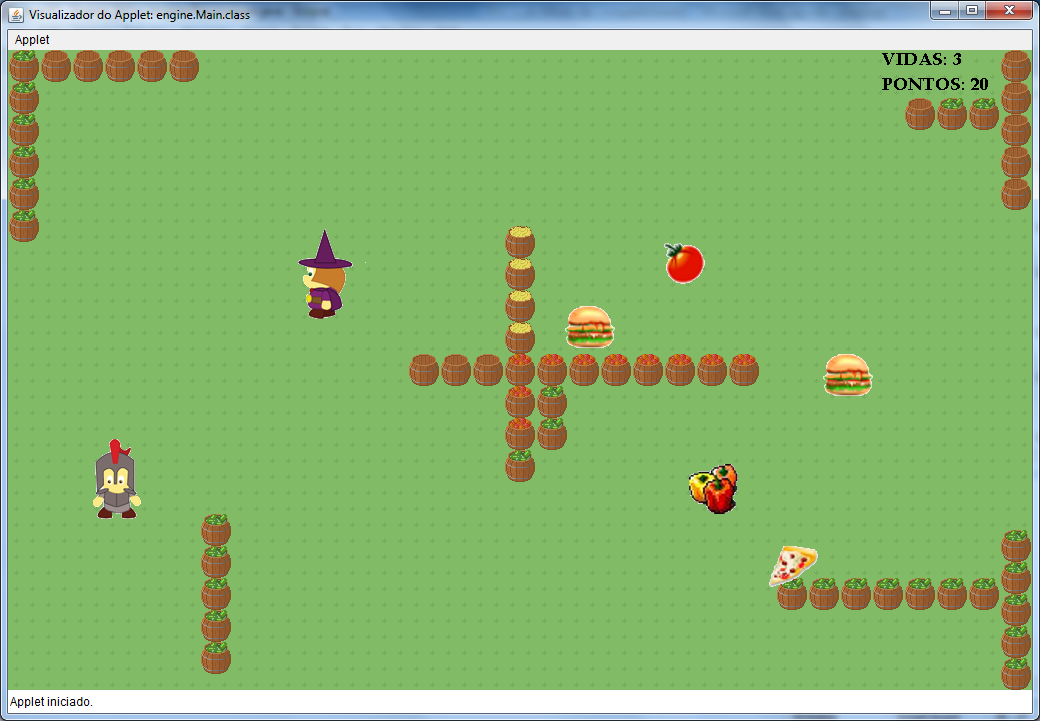 Visualizador do Applet: engine.Main.class
Applet
VIDAS: 3
PONTOS: 20
Applet iniciado.